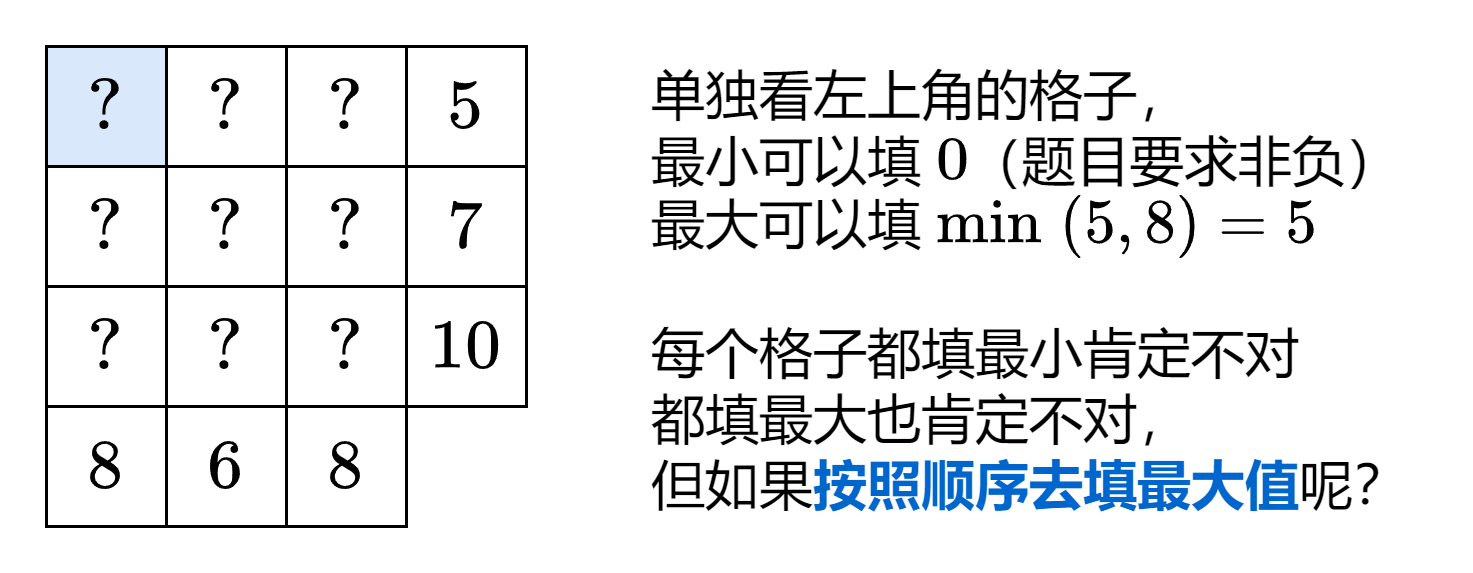 ? ? ? 5
? ? ? 7
? ? ? 10
8 6 8
单独看左上角的格子，
最小可以填 0（题目要求非负）
最大可以填 min (5, 8) = 5
每个格子都填最小肯定不对
都填最大也肯定不对，
但如果按照顺序去填最大值呢？